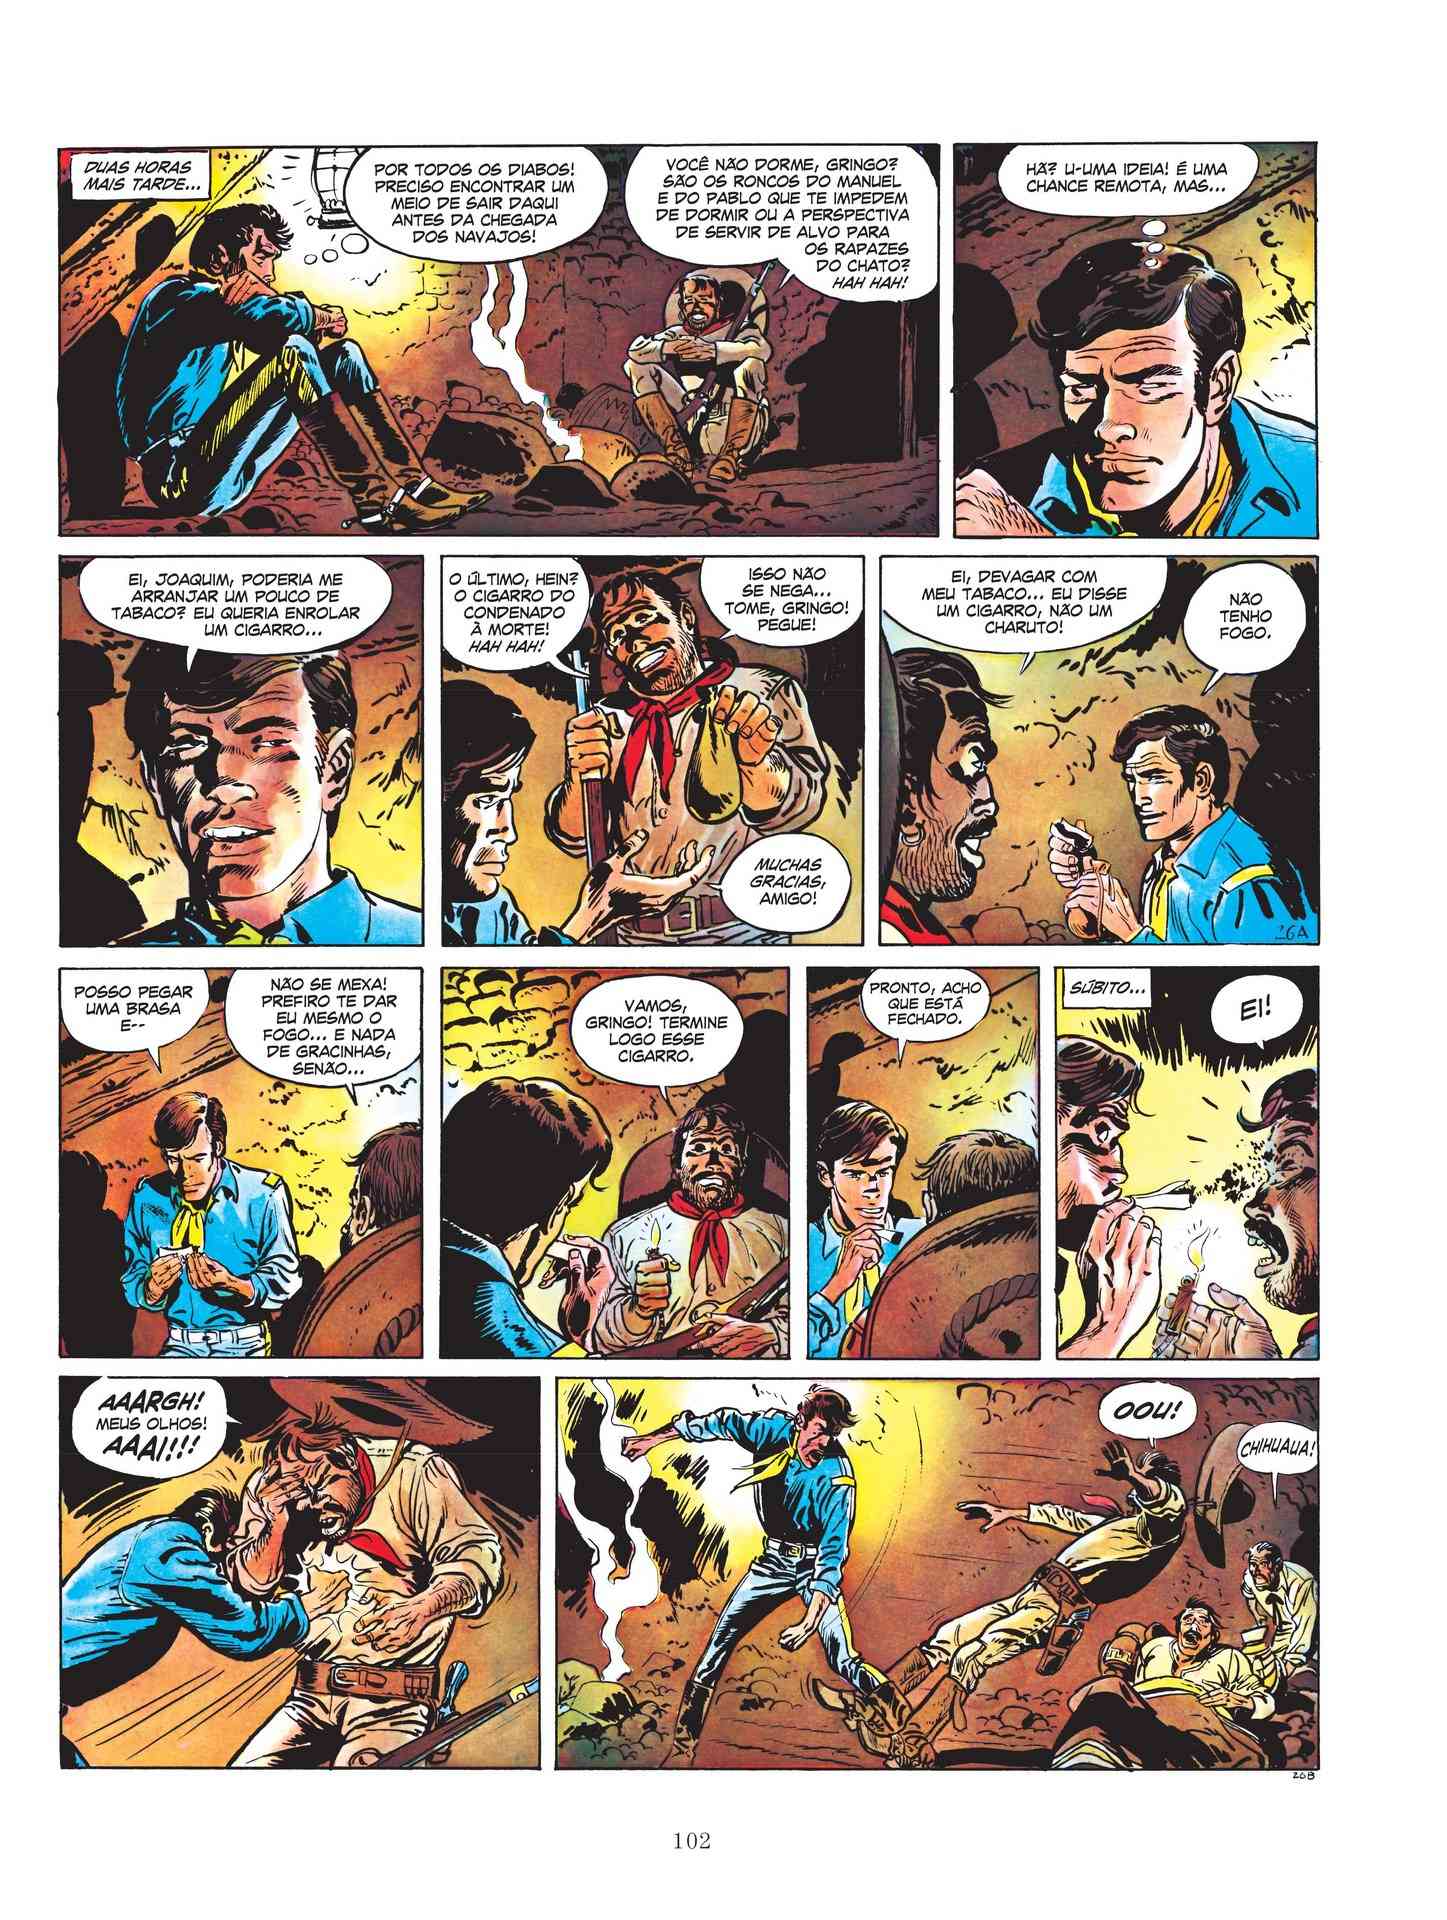 DUAS HORAS
MAIS TARDE...
POR TODOS OS DIABOS!
PRECISO ENCONTRAR UM
MEIO DE SAIR DAQUI
ANTES DA CHEGADA
DOS NAVAJOS!
VOCÊ NÃO DORME, GRINGO?
SÃO OS RONCOS DO MANUEL
E DO PABLO QUE TE IMPEDEM
DE DORMIR OU A PERSPECTIVA
DE SERVIR DE ALVO PARA
OS RAPAZES
DO CHATO?
HAH HAH!
HÃ? U-UMA IDEIA! É UMA
CHANCE REMOTA, MAS...
EI, JOAQUIM, PODERIA ME
ARRANJAR UM POUCO DE
TABACO? EU QUERIA ENROLAR
UM CIGARRO...
O ÚLTIMO, HEIN?
O CIGARRO DO
CONDENADO
À MORTE!
HAH HAH!
ISSO NÃO
SE NEGA...
TOME, GRINGO!
PEGUE!
MUCHAS
GRACIAS,
AMIGO!
EI, DEVAGAR COM
MEU TABACO... EU DISSE
UM CIGARRO, NÃO UM
CHARUTO!
NÃO
TENHO
FOGO.
26A
POSSO PEGAR
UMA BRASA
E--
NÃO SE MEXA!
PREFIRO TE DAR
EU MESMO O
FOGO... E NADA
DE GRACINHAS,
SENÃO...
VAMOS,
GRINGO! TERMINE
LOGO ESSE
CIGARRO.
PRONTO, ACHO
QUE ESTÁ
FECHADO.
SÚBITO...
EI!
AAARGH!
MEUS OLHOS!
AAAI!!!
OOU!
CHIHUAUA!
26B
102